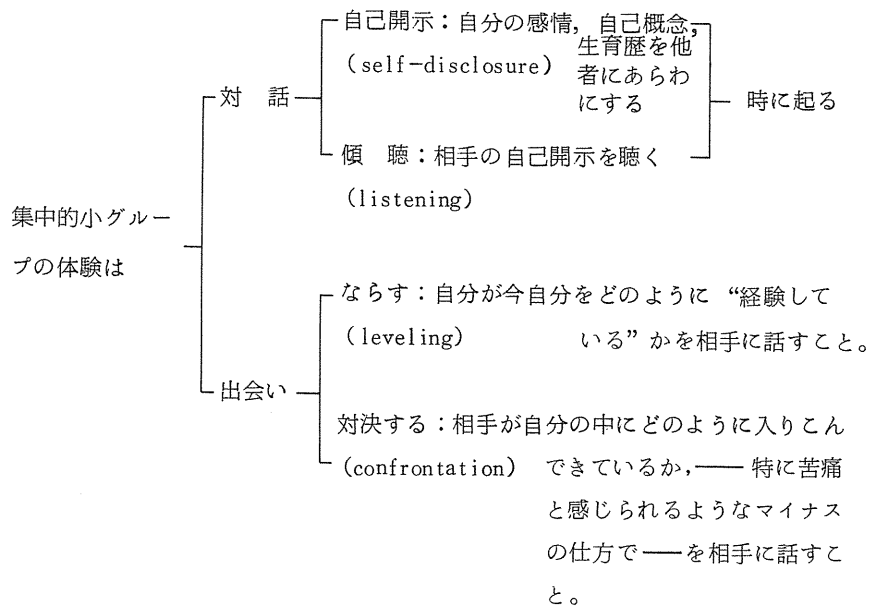 自己開示：自分の感情，自己概念，
(self-disclosure) 生育歴を他
者にあらわ
にする
対　話
時に起る
傾　聴：相手の自己開示を聴く
(listening)
集中的小グルー
プの体験は
ならす：自分が今自分をどのように “経験して
(leveling) いる” かを相手に話すこと。
出会い
対決する：相手が自分の中にどのように入りこん
(confrontation) できているか，── 特に苦痛
と感じられるようなマイナス
の仕方で──を相手に話すこ
と。